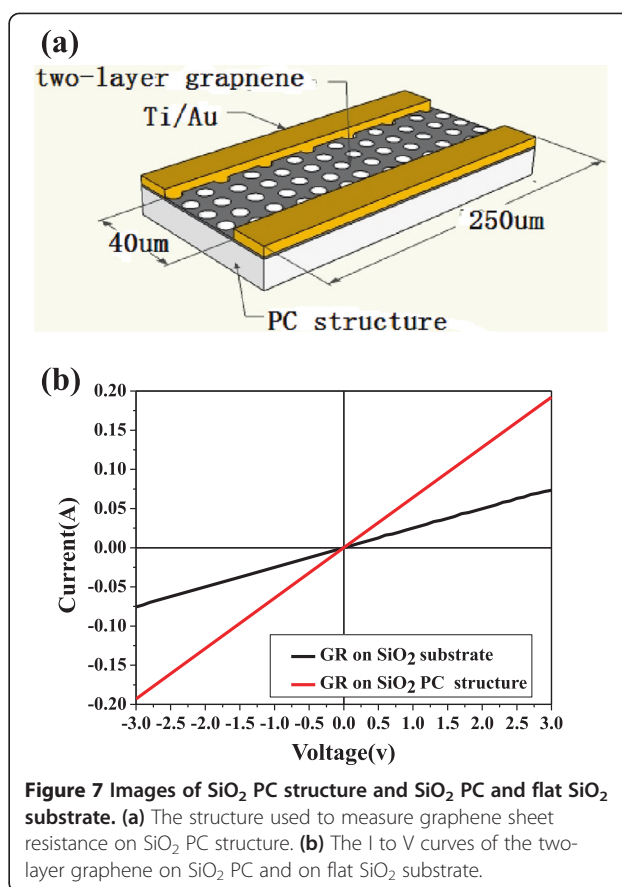 (a)
two-layer grapnene
Ti/Au
40um
250um
PC structure
(b)
0.20
0.15
0.10
0.05
0.00
-0.05
-0.10
-0.15
-0.20
Current(A)
GR on SiO₂ substrate
GR on SiO₂ PC structure
-3.0 -2.5 -2.0 -1.5 -1.0 -0.5 0.0 0.5 1.0 1.5 2.0 2.5 3.0
Voltage(v)
Figure 7 Images of SiO₂ PC structure and SiO₂ PC and flat SiO₂
substrate. (a) The structure used to measure graphene sheet
resistance on SiO₂ PC structure. (b) The I to V curves of the two-
layer graphene on SiO₂ PC and on flat SiO₂ substrate.